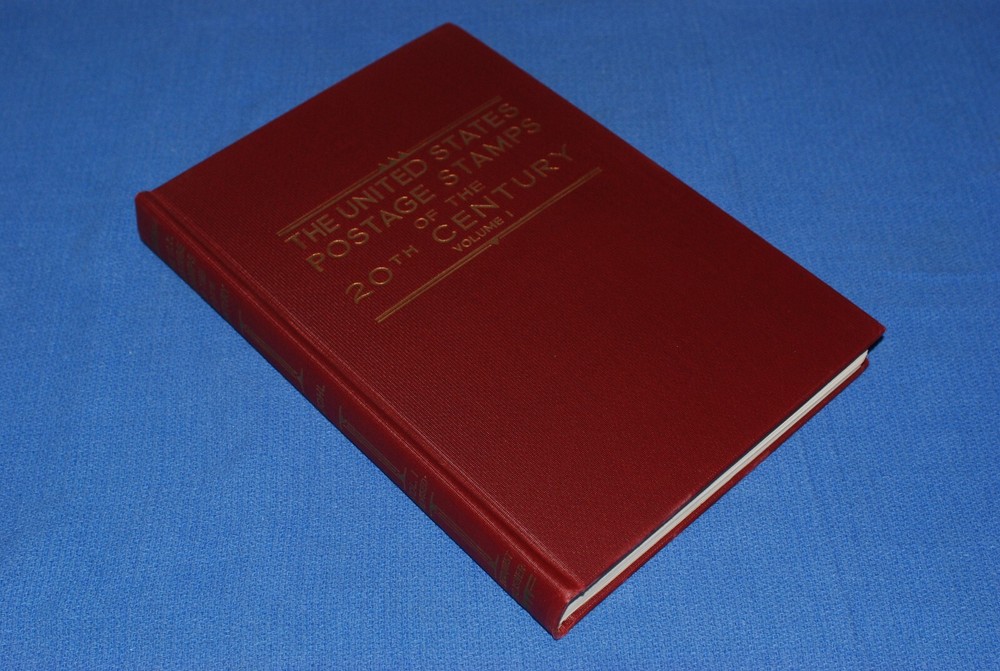 THE UNITED STATES
POSTAGE STAMPS
OF THE
20TH CENTURY
VOLUME I